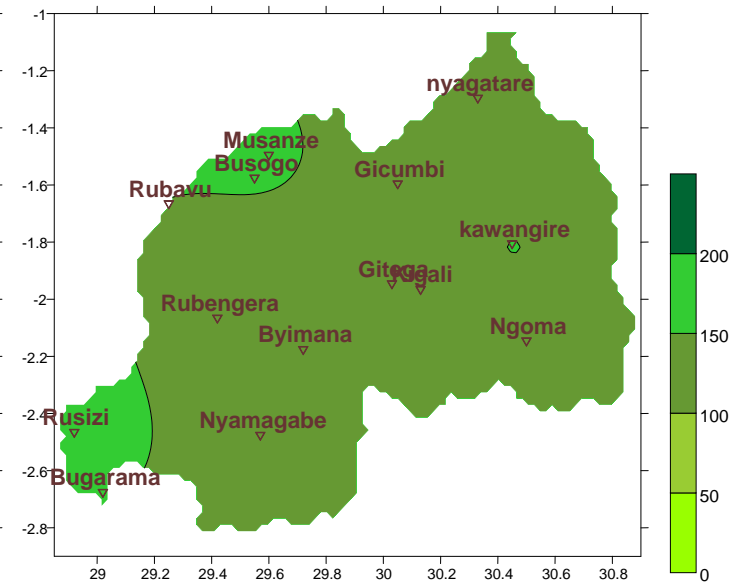 -1
nyagatare
-1.2
-1.4
Musanze
Busogo
Gicumbi
-1.6
Rubavu
kawangire
-1.8
Gitega
Kigali
-2
Rubengera
Byimana
Ngoma
-2.2
-2.4
Rusizi
Nyamagabe
-2.6
Bugarama
-2.8
29 29.2 29.4 29.6 29.8 30 30.2 30.4 30.6 30.8
200
150
100
50
0